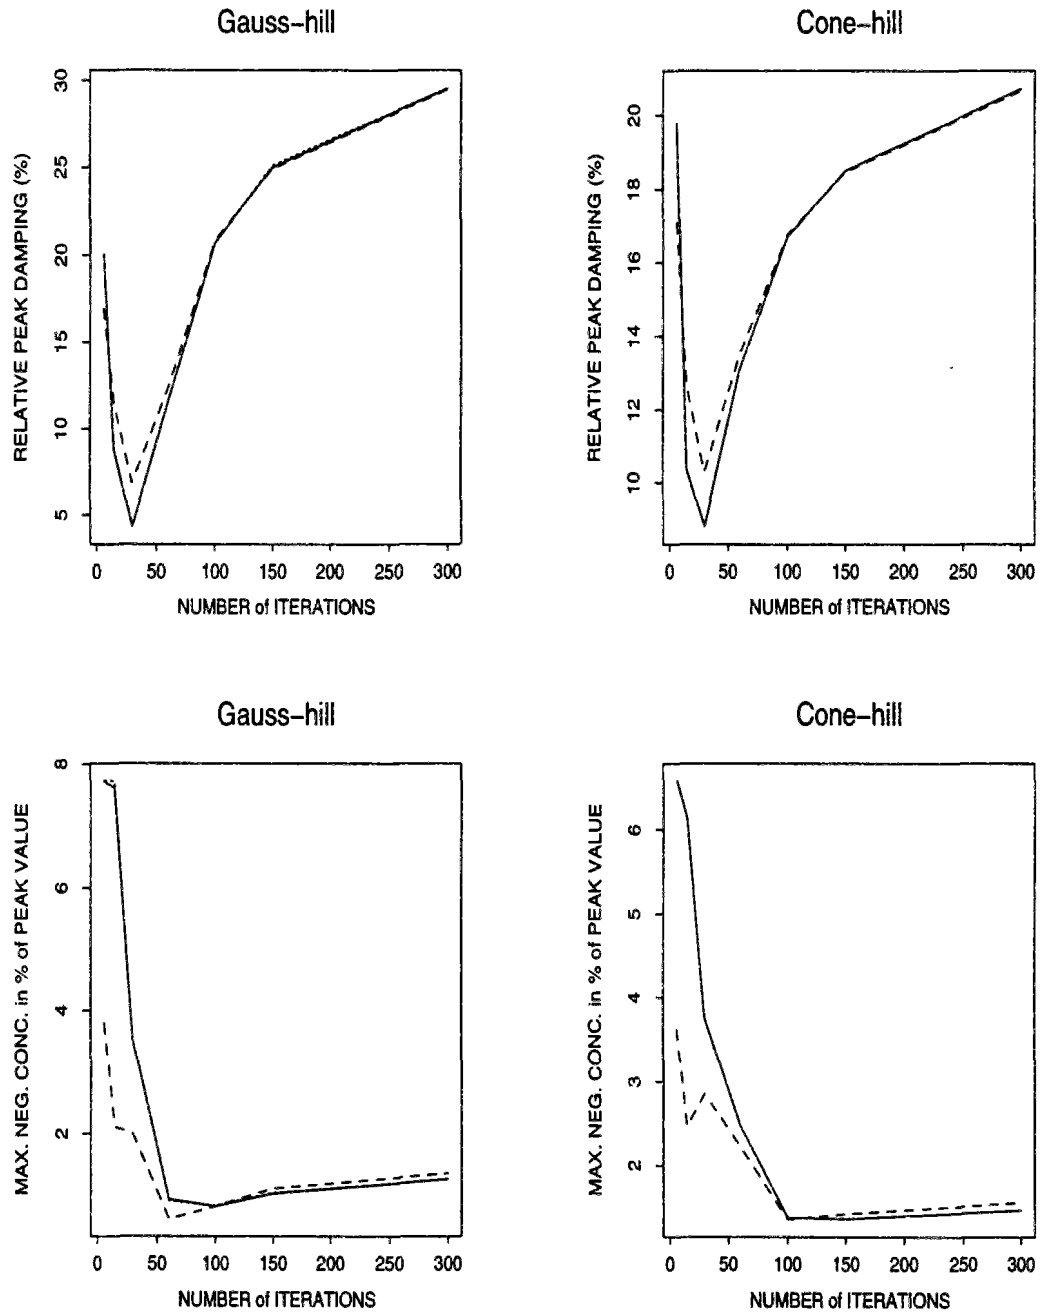 Gauss-hill
RELATIVE PEAK DAMPING (%)
30
25
20
15
10
5
0 50 100 150 200 250 300
NUMBER of ITERATIONS
Cone-hill
RELATIVE PEAK DAMPING (%)
20
18
16
14
12
10
0 50 100 150 200 250 300
NUMBER of ITERATIONS
Gauss-hill
MAX. NEG. CONC. in % of PEAK VALUE
8
6
4
2
0 50 100 150 200 250 300
NUMBER of ITERATIONS
Cone-hill
MAX. NEG. CONC. in % of PEAK VALUE
6
5
4
3
2
0 50 100 150 200 250 300
NUMBER of ITERATIONS